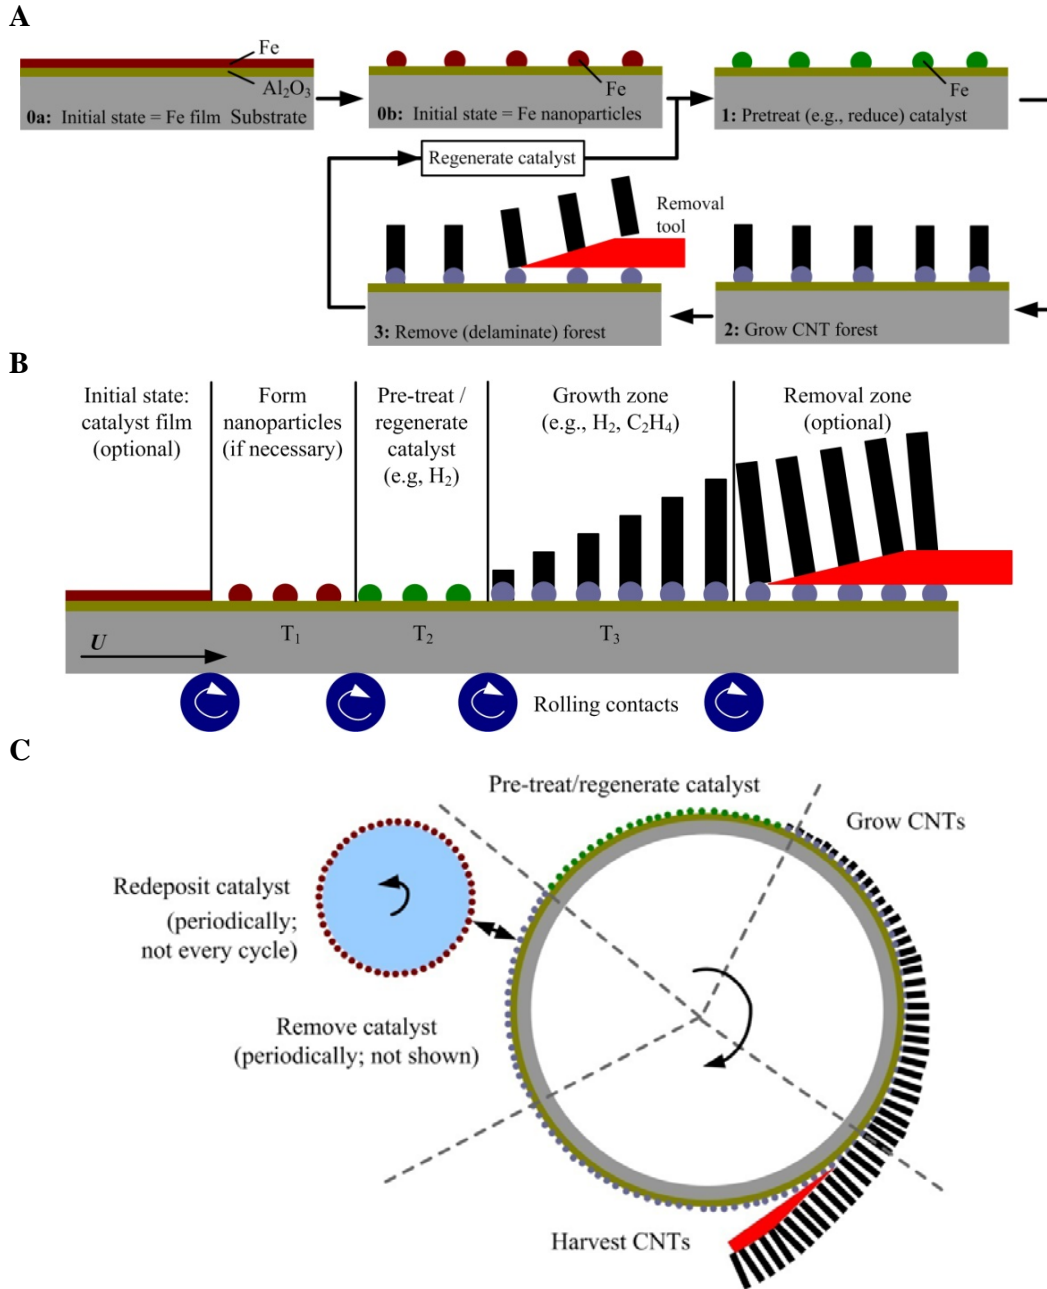 A
Fe
Al₂O₃
0a: Initial state = Fe film Substrate
Fe
0b: Initial state = Fe nanoparticles
Fe
1: Pretreat (e.g., reduce) catalyst
Regenerate catalyst
Removal
tool
3: Remove (delaminate) forest
2: Grow CNT forest
B
Initial state:
catalyst film
(optional)
Form
nanoparticles
(if necessary)
Pre-treat /
regenerate
catalyst
(e.g, H₂)
Growth zone
(e.g., H₂, C₂H₄)
Removal zone
(optional)
U
T₁
T₂
T₃
Rolling contacts
C
Pre-treat/regenerate catalyst
Grow CNTs
Redeposit catalyst
(periodically;
not every cycle)
Remove catalyst
(periodically; not shown)
Harvest CNTs